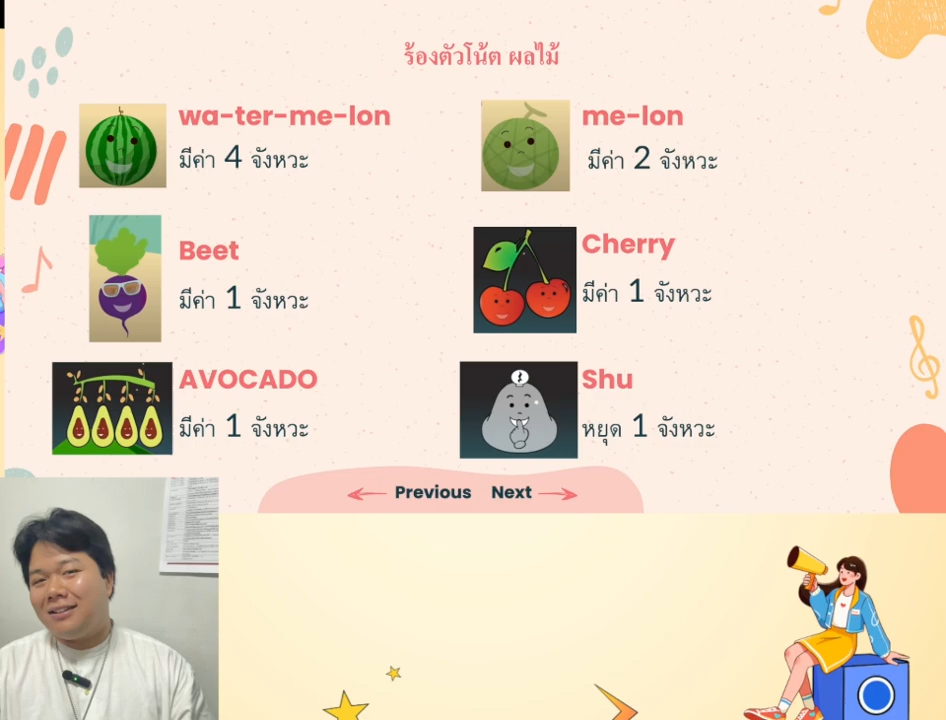 ร้องตัวโน้ต ผลไม้
wa-ter-me-lon
มีค่า 4 จังหวะ
me-lon
มีค่า 2 จังหวะ
Beet
มีค่า 1 จังหวะ
Cherry
มีค่า 1 จังหวะ
AVOCADO
มีค่า 1 จังหวะ
Shu
หยุด 1 จังหวะ
Previous Next